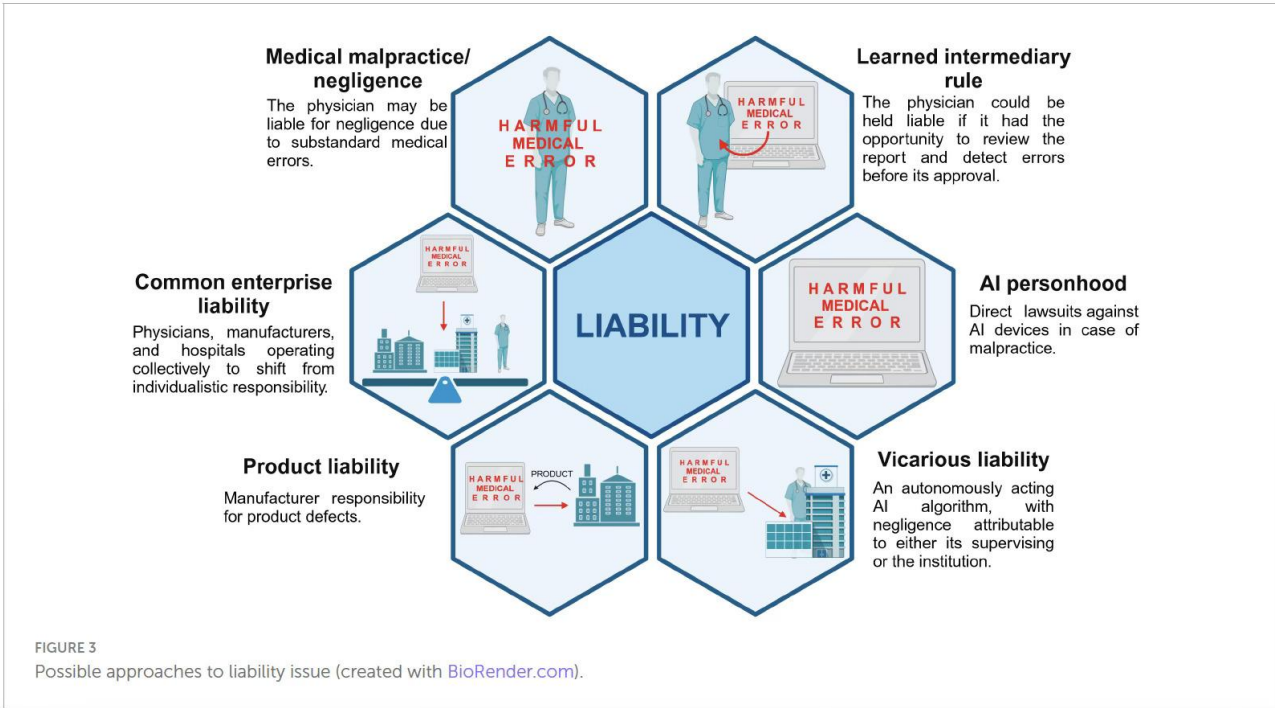 Medical malpractice/
negligence
The physician may be
liable for negligence due
to substandard medical
errors.
HARMFUL
MEDICAL
ERROR
Learned intermediary
rule
The physician could be
held liable if it had the
opportunity to review the
report and detect errors
before its approval.
HARMFUL
MEDICAL
ERROR
Common enterprise
liability
Physicians, manufacturers,
and hospitals operating
collectively to shift from
individualistic responsibility.
HARMFUL
MEDICAL
ERROR
LIABILITY
HARMFUL
MEDICAL
ERROR
AI personhood
Direct lawsuits against
AI devices in case of
malpractice.
Product liability
Manufacturer responsibility
for product defects.
HARMFUL
MEDICAL
ERROR
PRODUCT
HARMFUL
MEDICAL
ERROR
Vicarious liability
An autonomously acting
AI algorithm, with
negligence attributable
to either its supervising
or the institution.
FIGURE 3
Possible approaches to liability issue (created with BioRender.com).